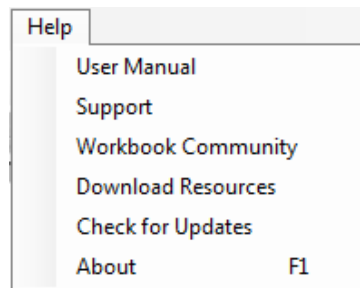 Help
User Manual
Support
Workbook Community
Download Resources
Check for Updates
About F1